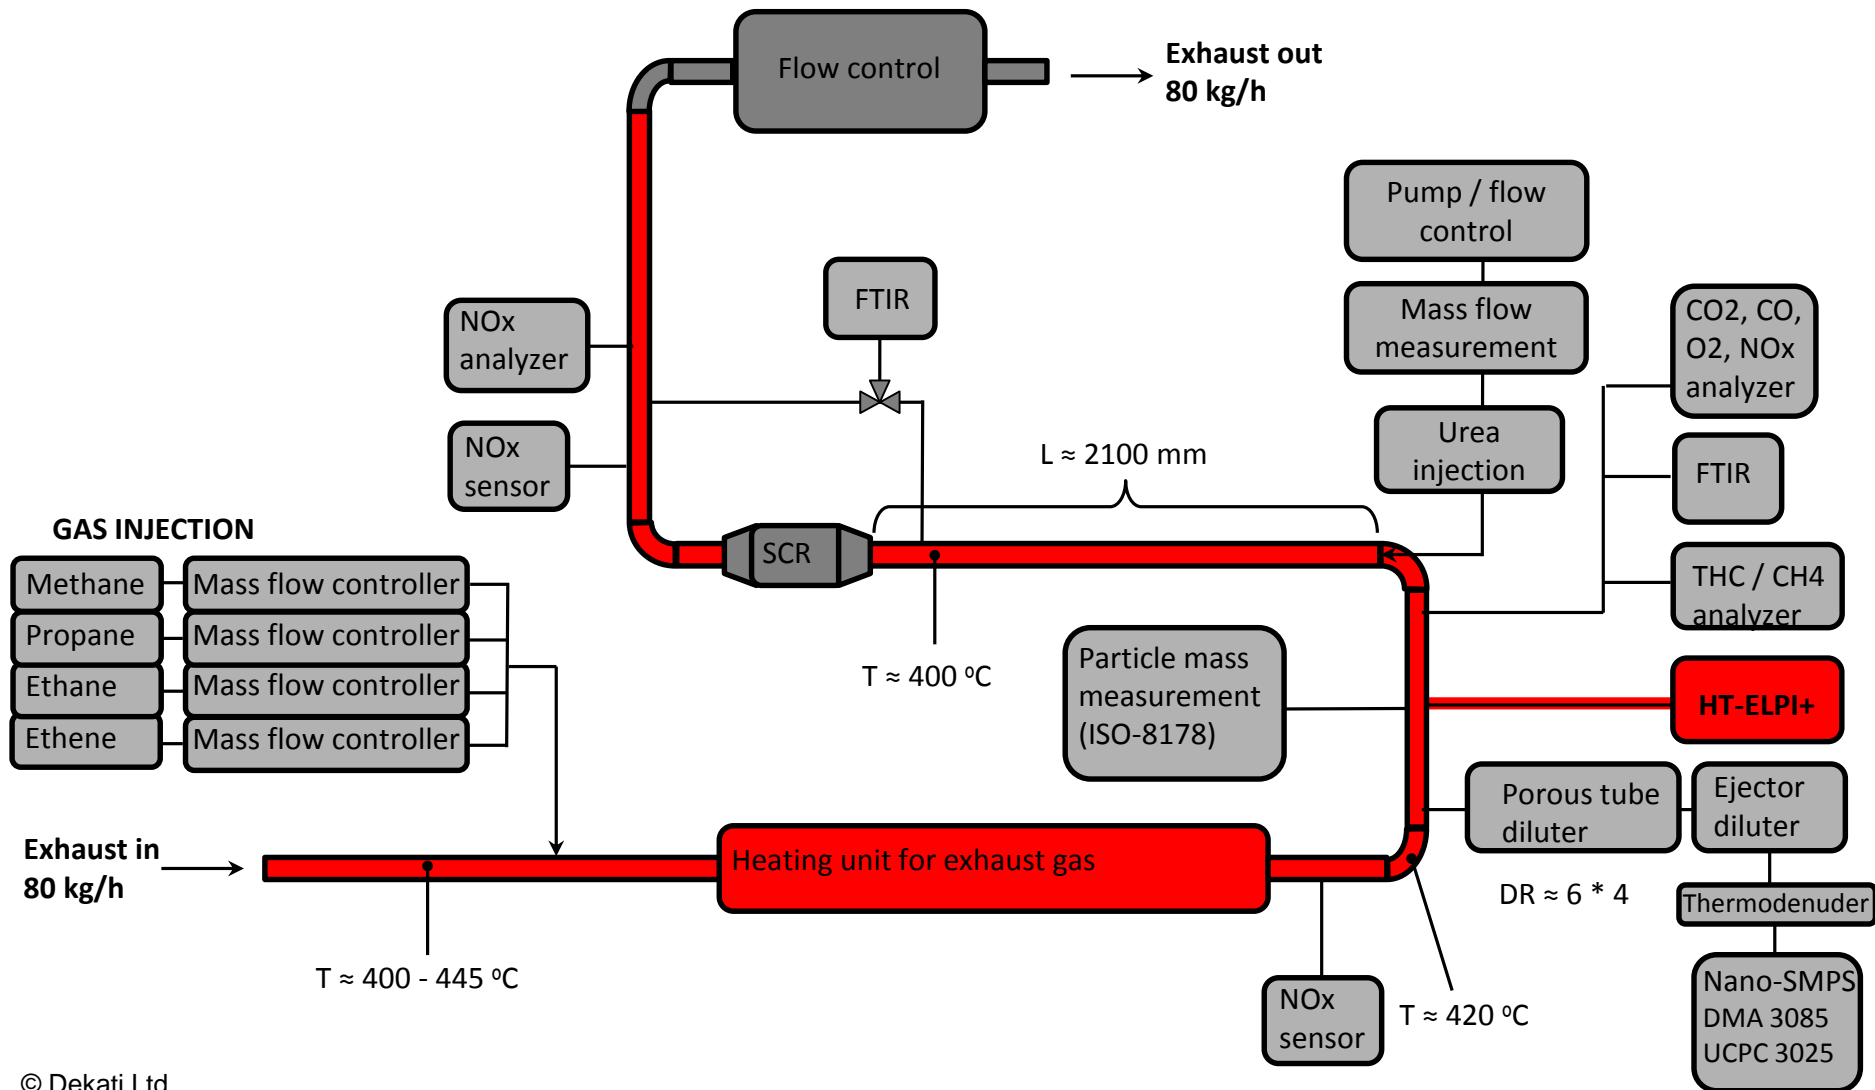 Flow control
Exhaust out
80 kg/h
Pump / flow
control
FTIR
Mass flow
measurement
CO2, CO,
O2, NOx
analyzer
NOx
analyzer
Urea
injection
NOx
sensor
L ≈ 2100 mm
FTIR
GAS INJECTION
SCR
Methane
Mass flow controller
THC / CH4
analyzer
Propane
Mass flow controller
T ≈ 400 ºC
Particle mass
measurement
(ISO-8178)
Ethane
Mass flow controller
HT-ELPI+
Ethene
Mass flow controller
Porous tube
diluter
Ejector
diluter
Exhaust in
80 kg/h
Heating unit for exhaust gas
DR ≈ 6 * 4
Thermodenuder
T ≈ 400 - 445 ºC
NOx
sensor
T ≈ 420 ºC
Nano-SMPS
DMA 3085
UCPC 3025
© Dekati Ltd